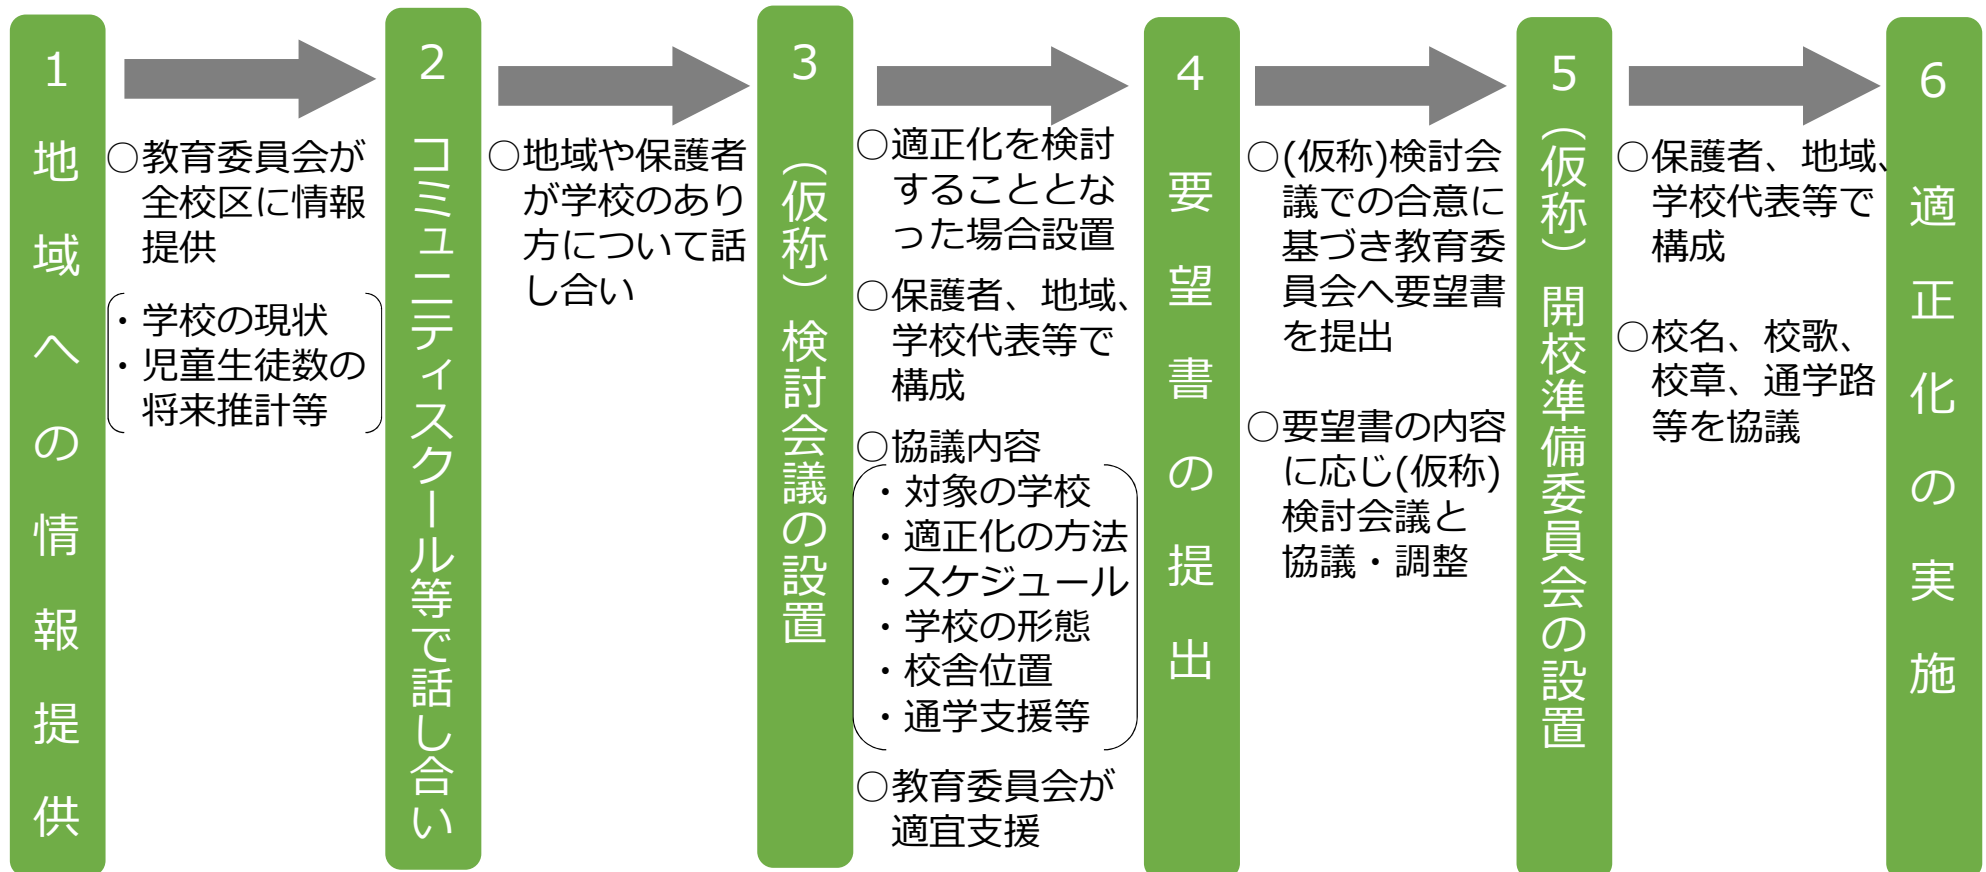 1 地域への情報提供
○教育委員会が
全校区に情報
提供
・学校の現状
・児童生徒数の
将来推計等
2 コミュニティスクール等で話し合い
○地域や保護者
が学校のあり
方について話
し合い
3 （仮称）検討会議の設置
○適正化を検討
することとな
った場合設置
○保護者、地域、
学校代表等で
構成
○協議内容
・対象の学校
・適正化の方法
・スケジュール
・学校の形態
・校舎位置
・通学支援等
○教育委員会が
適宜支援
4 要望書の提出
○(仮称)検討会
議での合意に
基づき教育委
員会へ要望書
を提出
○要望書の内容
に応じ(仮称)
検討会議と
協議・調整
5 （仮称）開校準備委員会の設置
○保護者、地域、
学校代表等で
構成
○校名、校歌、
校章、通学路
等を協議
6 適正化の実施